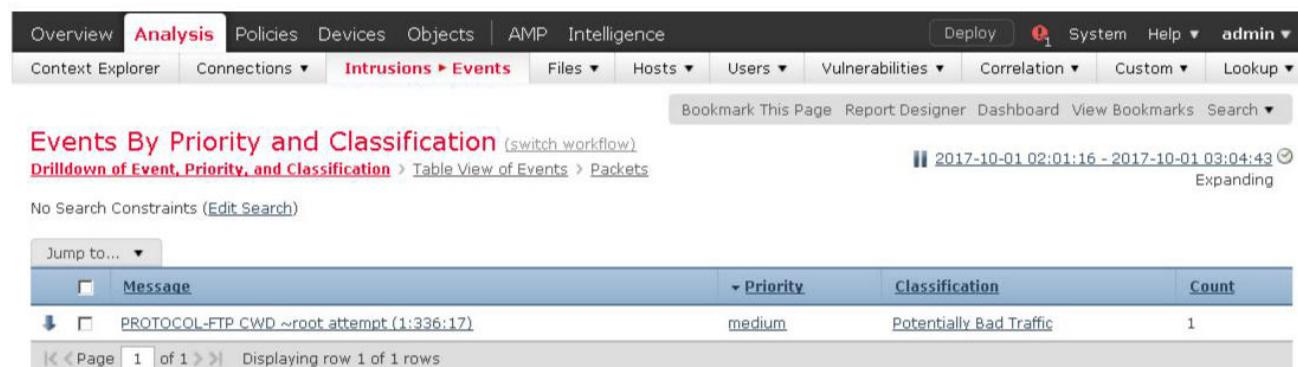 Overview Analysis Policies Devices Objects AMP Intelligence Deploy 1 System Help ▾ admin ▾
Context Explorer Connections ▾ Intrusions ▸ Events Files ▾ Hosts ▾ Users ▾ Vulnerabilities ▾ Correlation ▾ Custom ▾ Lookup ▾
Bookmark This Page Report Designer Dashboard View Bookmarks Search ▾
Events By Priority and Classification (switch workflow)
2017-10-01 02:01:16 - 2017-10-01 03:04:43
Drilldown of Event, Priority, and Classification > Table View of Events > Packets
Expanding
No Search Constraints (Edit Search)
Jump to... ▾
Message ▾ Priority Classification Count
PROTOCOL-FTP CWD ~root attempt (1:336:17) medium Potentially Bad Traffic 1
|< < Page 1 of 1 > >| Displaying row 1 of 1 rows